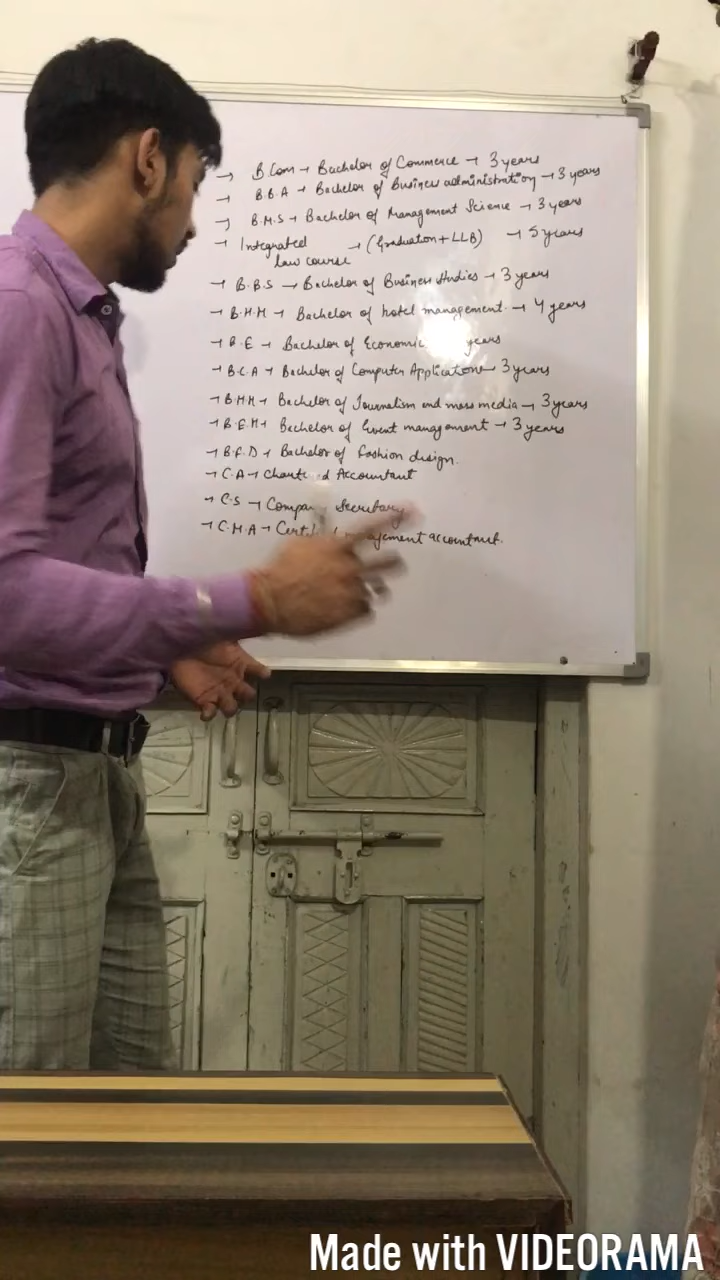 → B.Com → Bachelor of Commerce → 3 years
→ B.B.A → Bachelor of Business administration → 3 years
→ B.M.S → Bachelor of Management Science → 3 years
→ Integrated law course → (Graduation + LLB) → 5 years
→ B.B.S → Bachelor of Business studies → 3 years
→ B.H.M → Bachelor of hotel management. → 4 years
→ B.E → Bachelor of Economic years
→ B.C.A → Bachelor of Computer Application → 3 years
→ Bachelor of Journalism and mass media → 3 years
→ B.E.M → Bachelor of Event management → 3 years
→ B.F.D → Bachelor of Fashion design.
→ C.A → Chartered Accountant
→ C.S → Company Secretary
→ C.M.A →
Made with VIDEORAMA